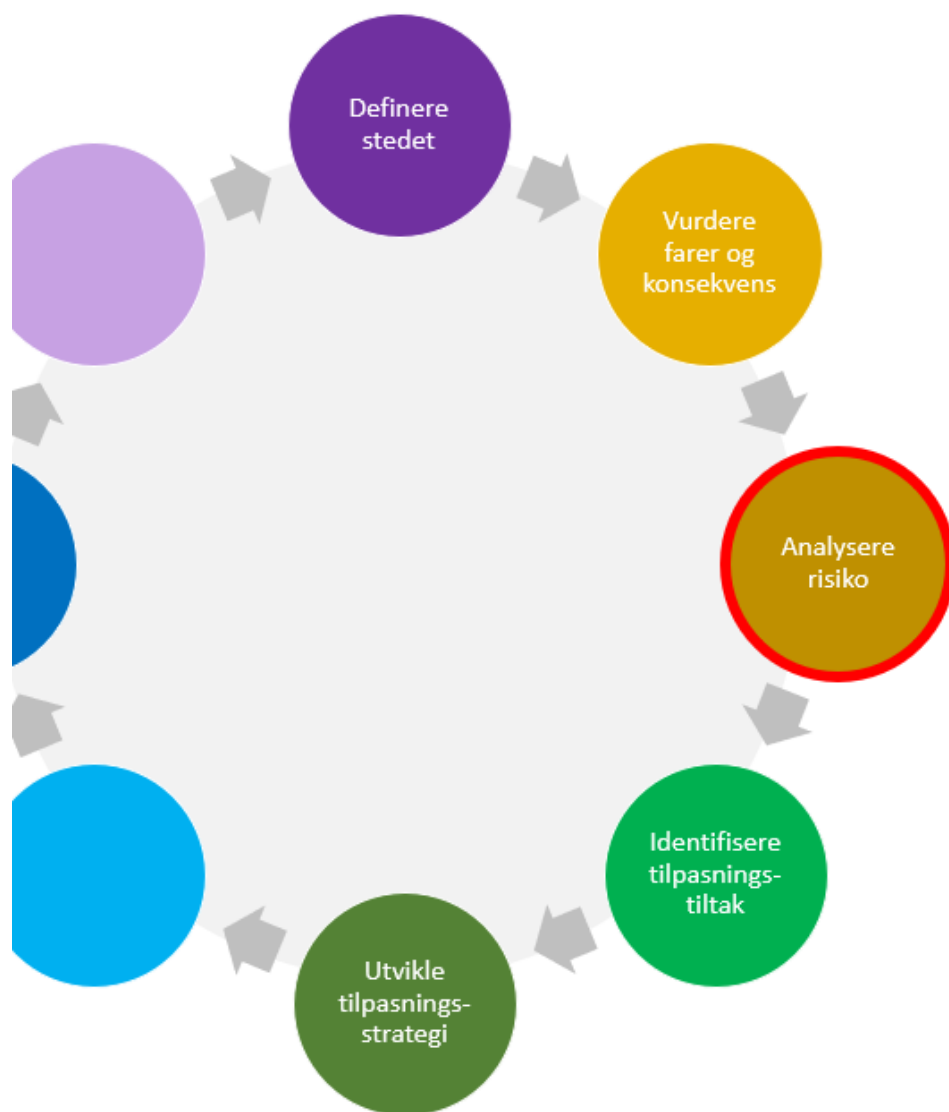 Definere
stedet
Vurdere
farer og
konsekvens
Analysere
risiko
Identifisere
tilpasnings-
tiltak
Utvikle
tilpasnings-
strategi